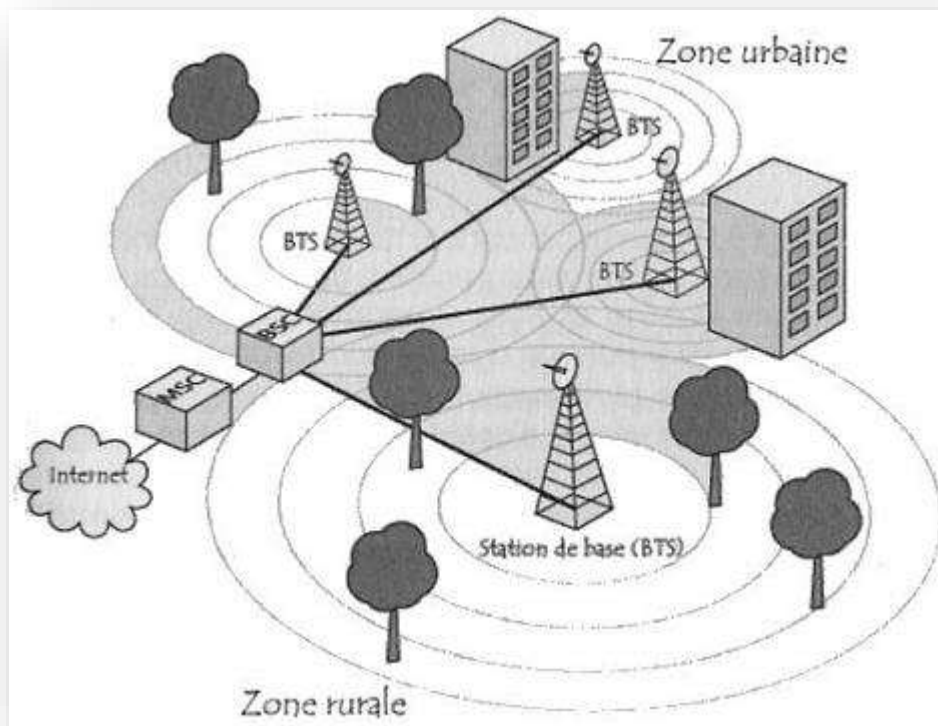 Zone urbaine
BTS
BTS
BTS
BSC
MSC
Internet
Station de base (BTS)
Zone rurale